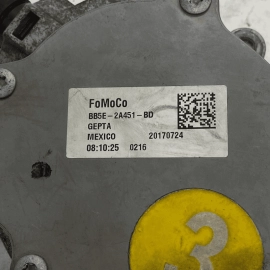 FoMoCo
BB5E-2A451-BD
GEPTA
MEXICO 20170724
08:10:25 0216
3